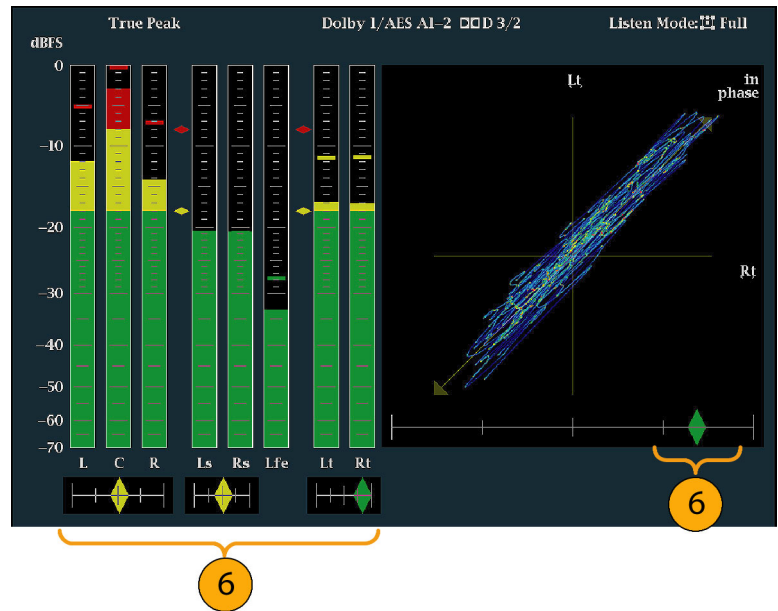 True Peak Dolby 1/AES A1–2 D 3/2 Listen Mode: Full
dBFS
0
–10
–20
–30
–40
–50
–60
–70
L C R Ls Rs Lfe Lt Rt
Lt
in
phase
Rt
6
6